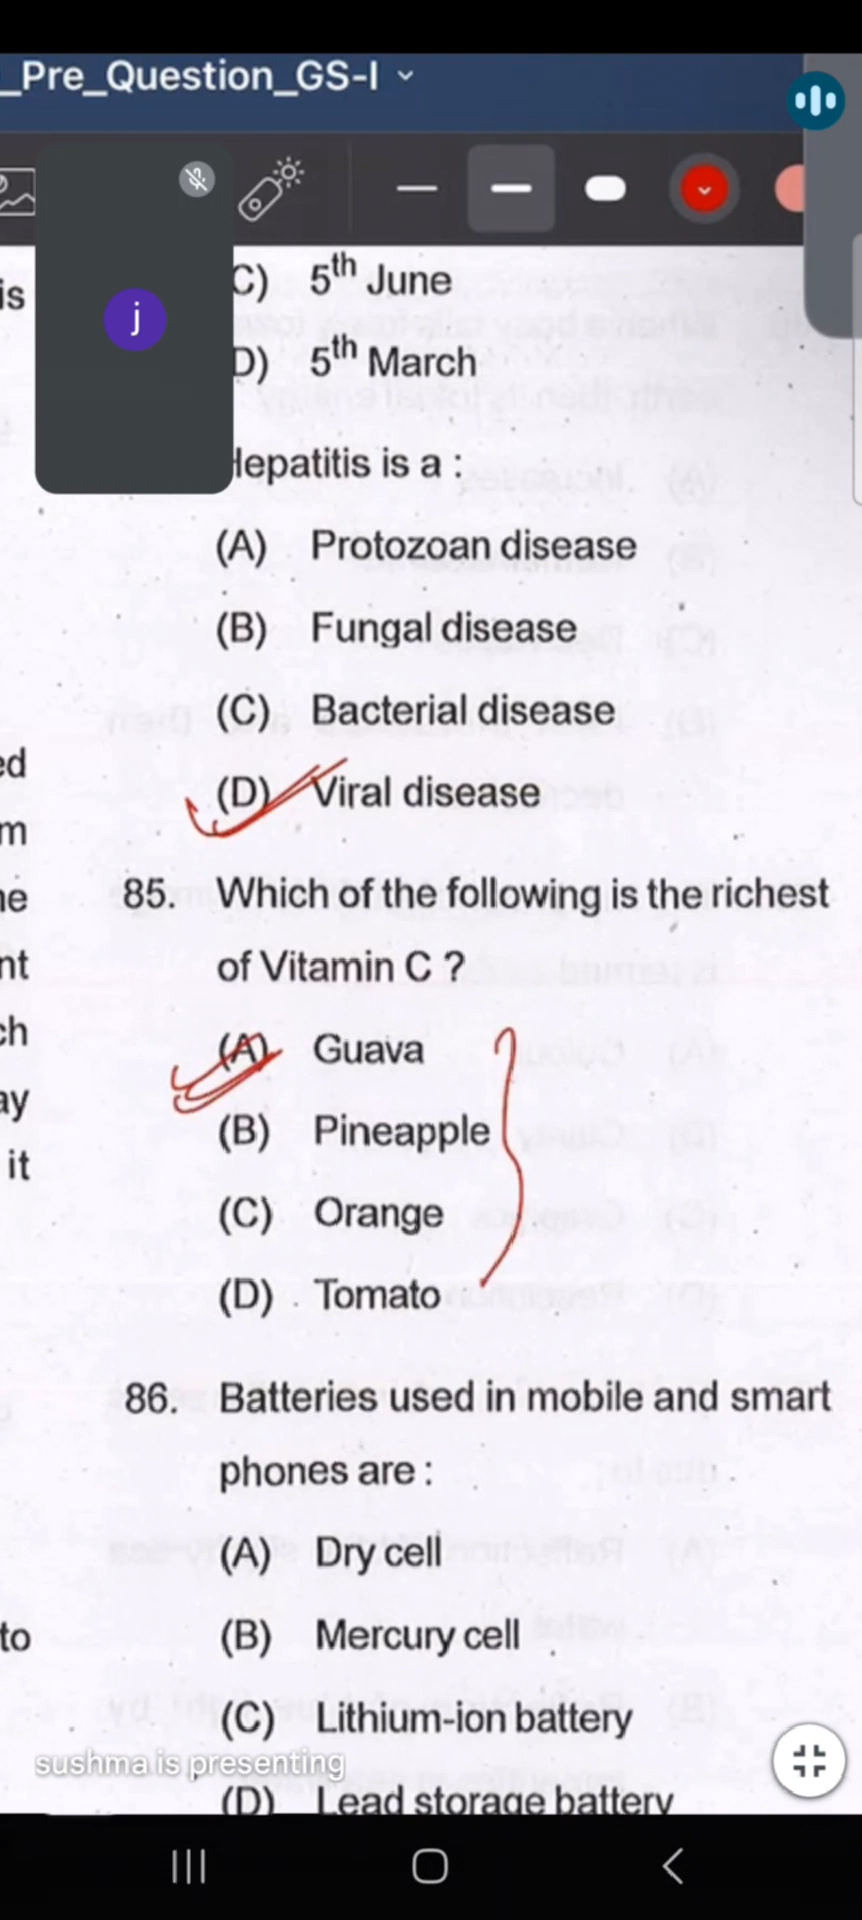 _Pre_Question_GS-I
j
is
C) 5th June
D) 5th March
Hepatitis is a :
(A) Protozoan disease
(B) Fungal disease
(C) Bacterial disease
(D) Viral disease
ed
m
ne
nt
ch
ay
it
to
85. Which of the following is the richest
of Vitamin C ?
(A) Guava
(B) Pineapple
(C) Orange
(D) Tomato
86. Batteries used in mobile and smart
phones are :
(A) Dry cell
(B) Mercury cell
(C) Lithium-ion battery
(D) Lead storage battery
sushma is presenting